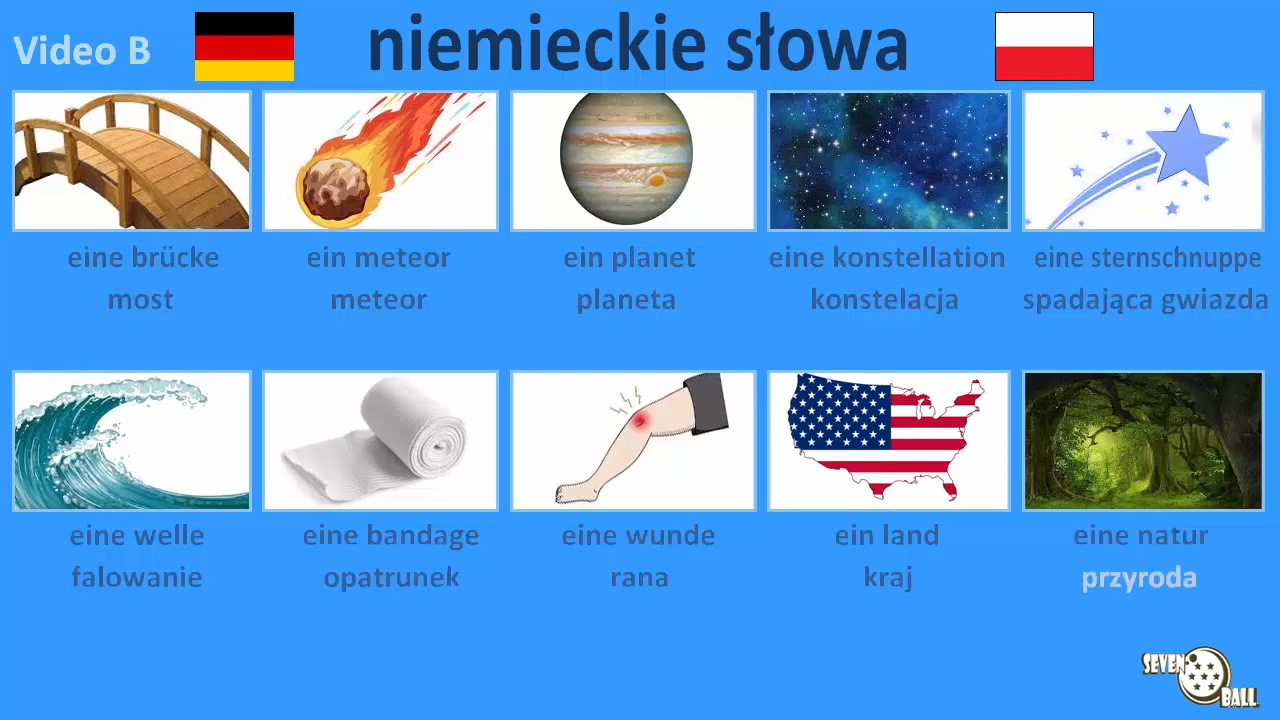 Video B
niemieckie słowa
eine brücke
most
ein meteor
meteor
ein planet
planeta
eine konstellation
konstelacja
eine sternschnuppe
spadająca gwiazda
eine welle
falowanie
eine bandage
opatrunek
eine wunde
rana
ein land
kraj
eine natur
przyroda
SEVEN
BALL